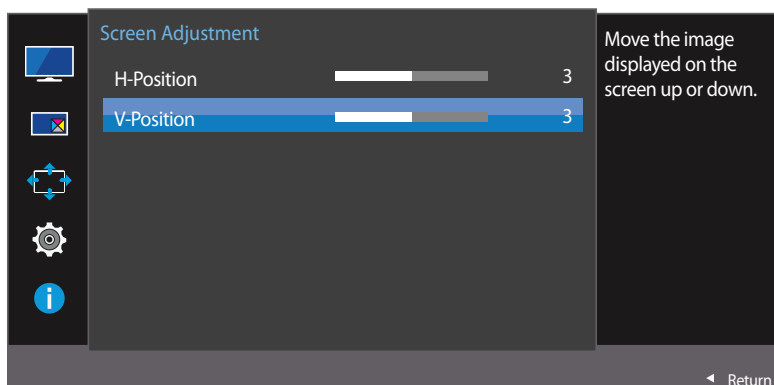 Screen Adjustment
H-Position 3
V-Position 3
Move the image
displayed on the
screen up or down.
i
Return